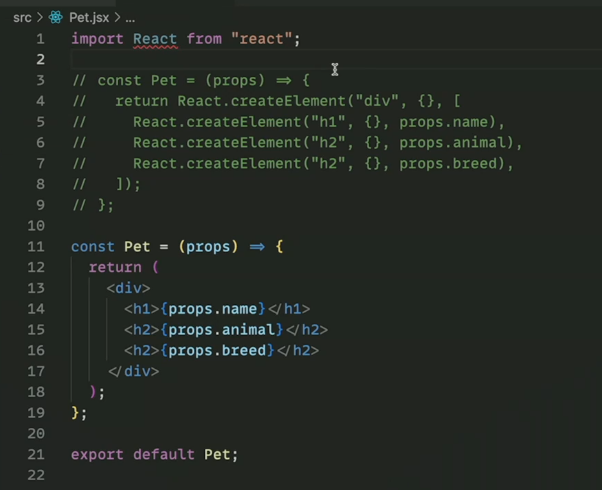 src > Pet.jsx > ...
1 import React from "react";
2
3 // const Pet = (props) => {
4 //   return React.createElement("div", {}, [
5 //     React.createElement("h1", {}, props.name),
6 //     React.createElement("h2", {}, props.animal),
7 //     React.createElement("h2", {}, props.breed),
8 //   ]);
9 // };
10
11 const Pet = (props) => {
12   return (
13     <div>
14       <h1>{props.name}</h1>
15       <h2>{props.animal}</h2>
16       <h2>{props.breed}</h2>
17     </div>
18   );
19 };
20
21 export default Pet;
22